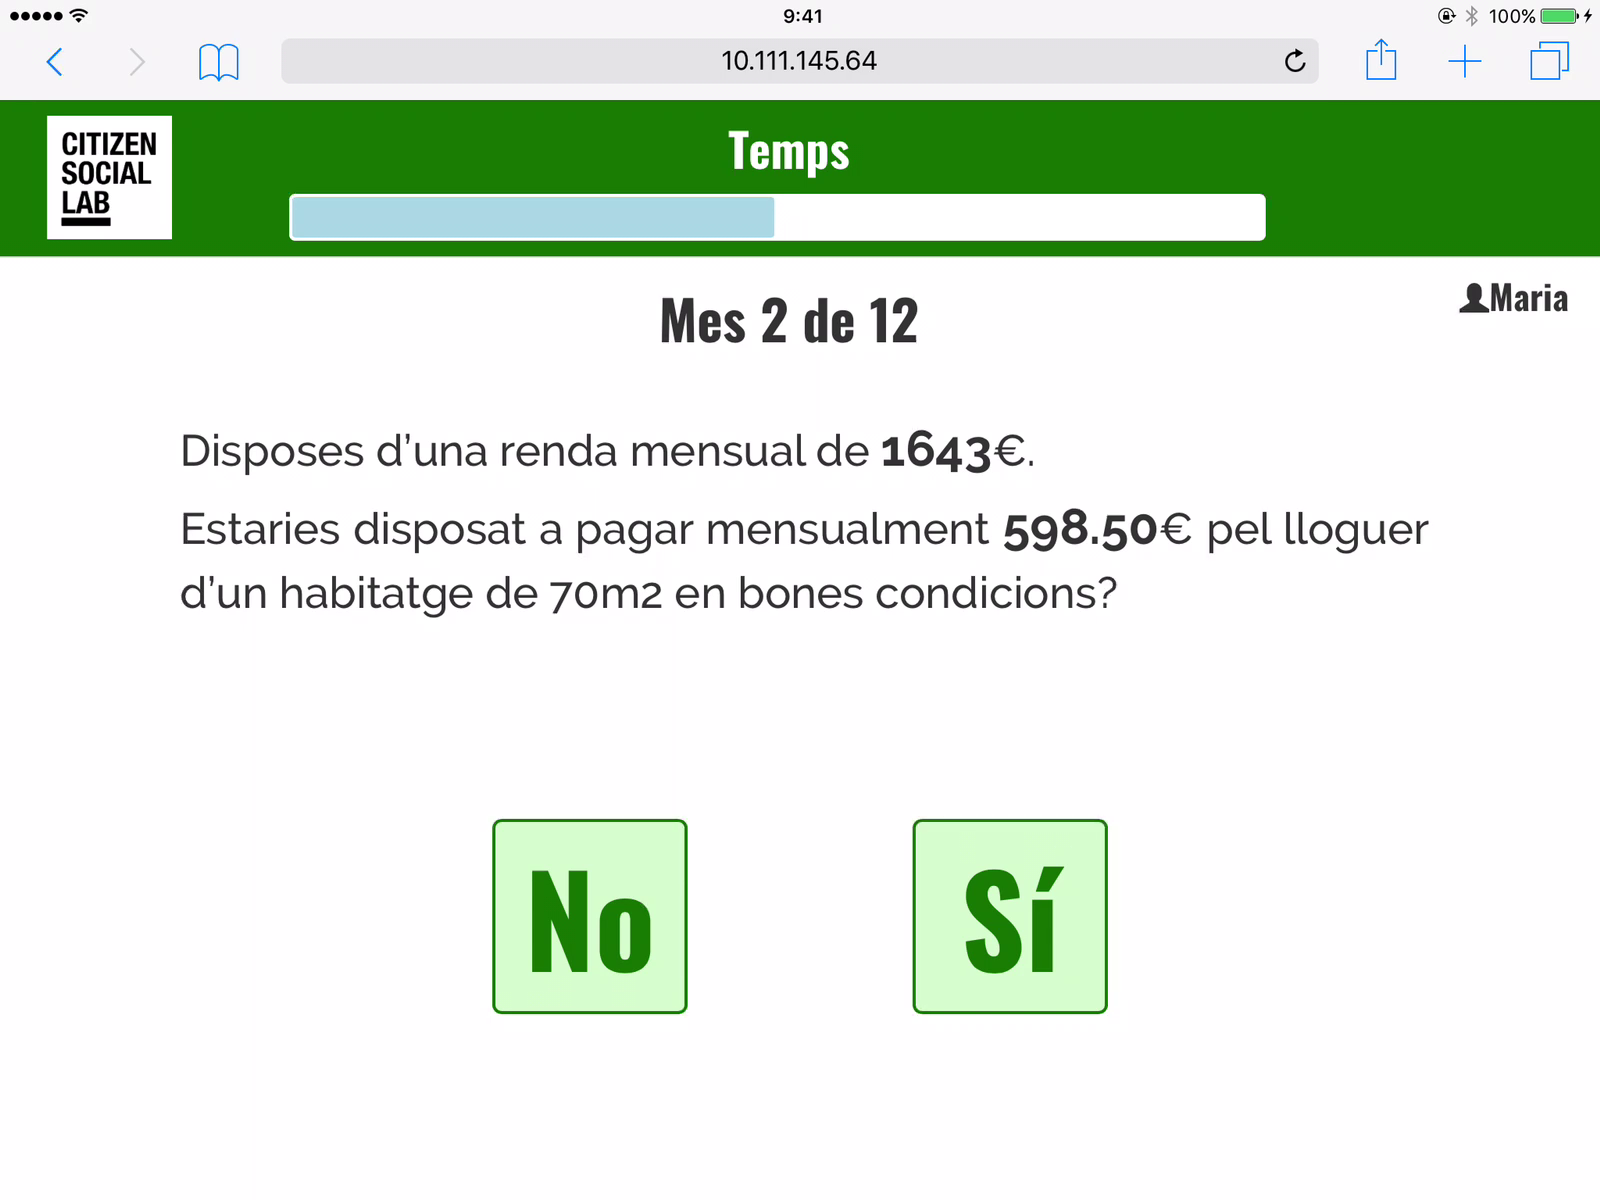 9:41
100%
10.111.145.64
CITIZEN
SOCIAL
LAB
Temps
Maria
Mes 2 de 12
Disposes d'una renda mensual de 1643€.
Estaries disposat a pagar mensualment 598.50€ pel lloguer
d'un habitatge de 70m2 en bones condicions?
No
Sí